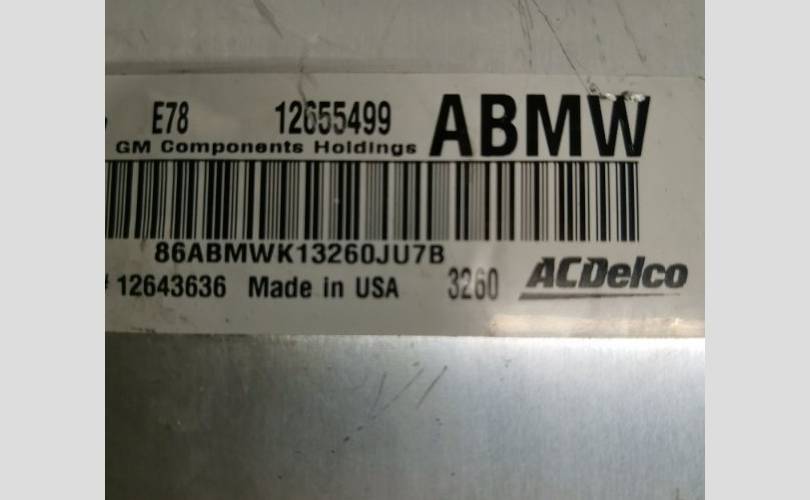 E78 12655499 ABMW
GM Components Holdings
86ABMWK13260JU7B
# 12643636 Made in USA 3260 ACDelco